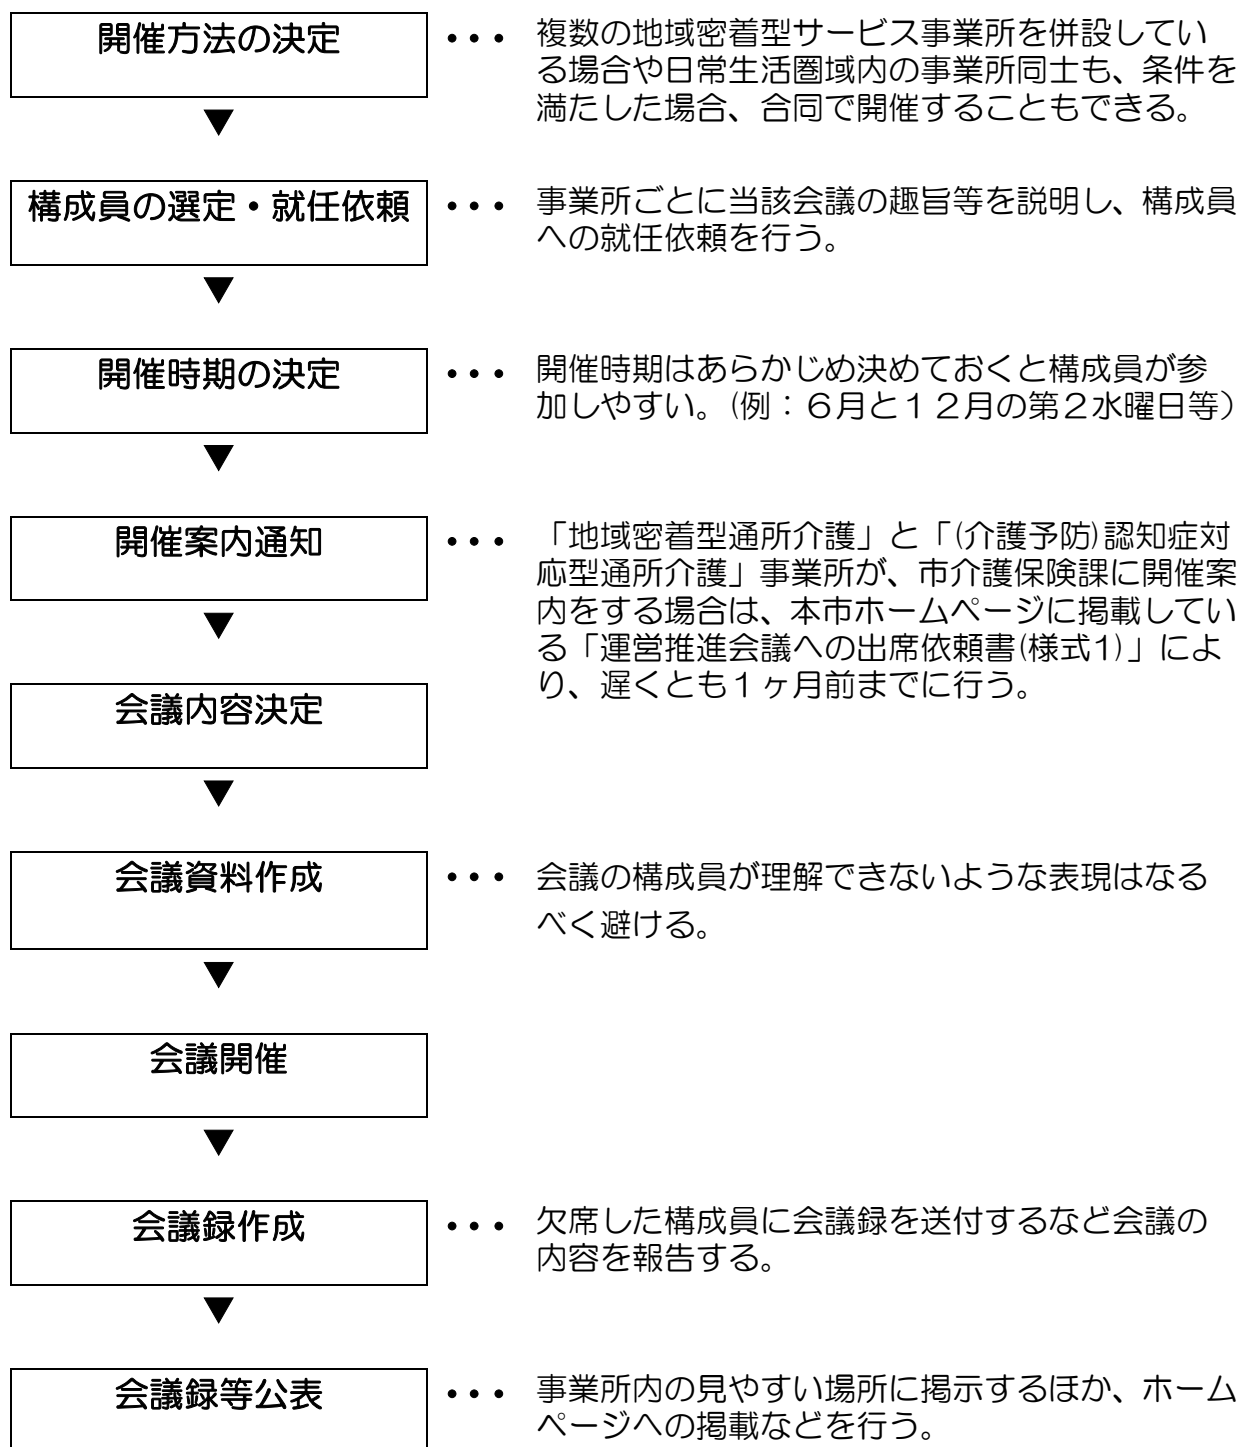 開催方法の決定
・・・ 複数の地域密着型サービス事業所を併設してい
る場合や日常生活圏域内の事業所同士も、条件を
満たした場合、合同で開催することもできる。
▼
構成員の選定・就任依頼
・・・ 事業所ごとに当該会議の趣旨等を説明し、構成員
への就任依頼を行う。
▼
開催時期の決定
・・・ 開催時期はあらかじめ決めておくと構成員が参
加しやすい。(例：６月と１２月の第２水曜日等）
▼
開催案内通知
・・・ 「地域密着型通所介護」と「(介護予防)認知症対
応型通所介護」事業所が、市介護保険課に開催案
内をする場合は、本市ホームページに掲載してい
る「運営推進会議への出席依頼書(様式1)」によ
り、遅くとも１ヶ月前までに行う。
▼
会議内容決定
▼
会議資料作成
・・・ 会議の構成員が理解できないような表現はなる
べく避ける。
▼
会議開催
▼
会議録作成
・・・ 欠席した構成員に会議録を送付するなど会議の
内容を報告する。
▼
会議録等公表
・・・ 事業所内の見やすい場所に掲示するほか、ホーム
ページへの掲載などを行う。